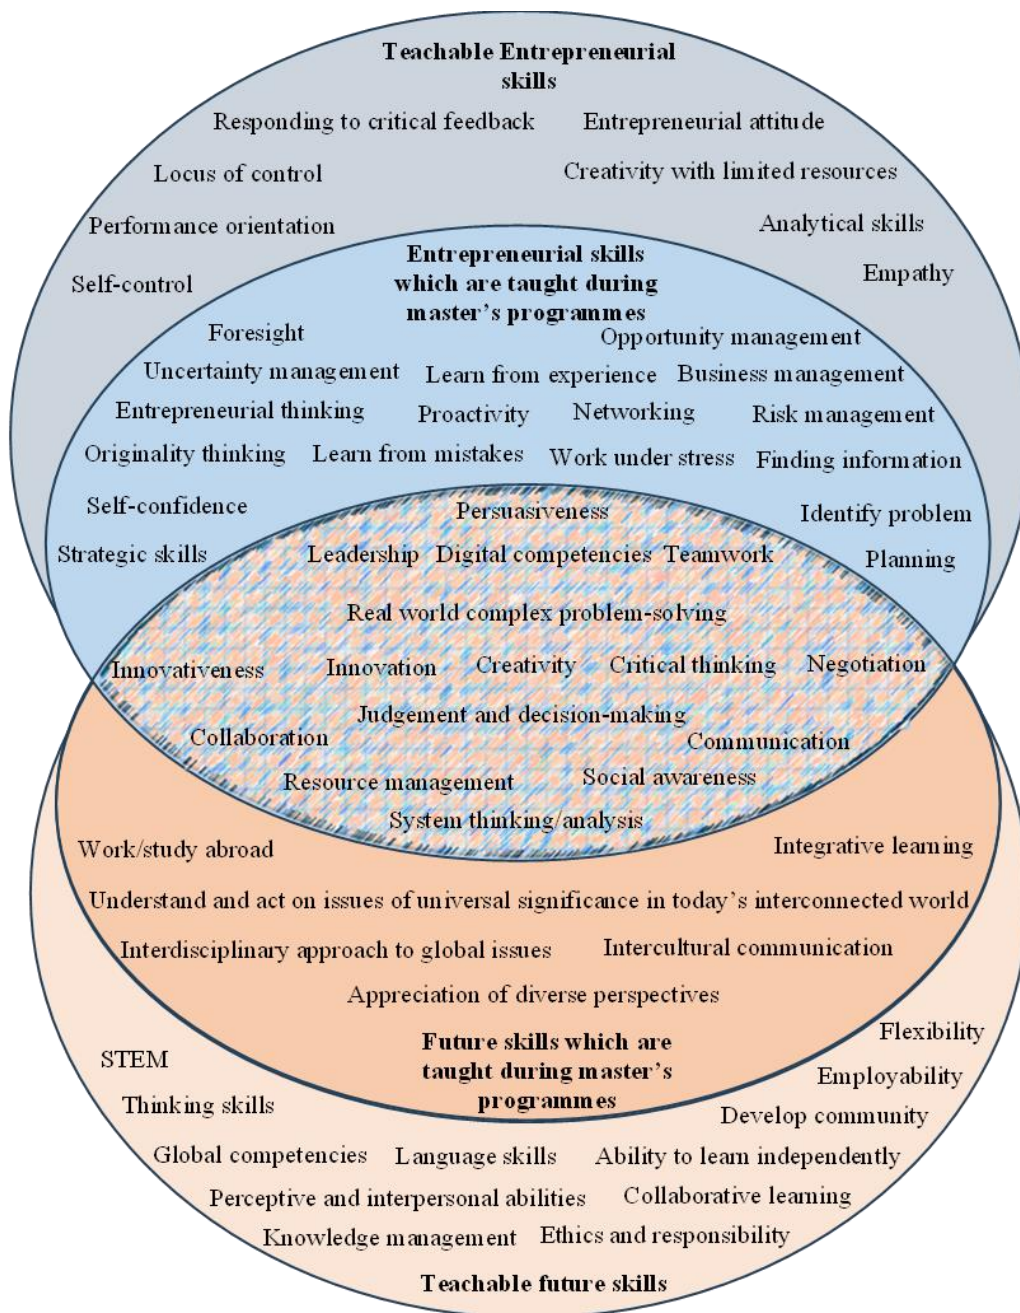 Teachable Entrepreneurial
skills
Responding to critical feedback Entrepreneurial attitude
Locus of control Creativity with limited resources
Performance orientation Analytical skills
Self-control Empathy
Entrepreneurial skills
which are taught during
master's programmes
Foresight Opportunity management
Uncertainty management Learn from experience Business management
Entrepreneurial thinking Proactivity Networking Risk management
Originality thinking Learn from mistakes Work under stress Finding information
Self-confidence Persuasiveness Identify problem
Strategic skills Leadership Digital competencies Teamwork Planning
Real world complex problem-solving
Innovativeness Innovation Creativity Critical thinking Negotiation
Judgement and decision-making
Collaboration Communication
Resource management Social awareness
System thinking/analysis
Work/study abroad Integrative learning
Understand and act on issues of universal significance in today's interconnected world
Interdisciplinary approach to global issues Intercultural communication
Appreciation of diverse perspectives
Future skills which are
taught during master's
programmes
Flexibility
STEM
Employability
Thinking skills
Develop community
Global competencies Language skills Ability to learn independently
Perceptive and interpersonal abilities Collaborative learning
Knowledge management Ethics and responsibility
Teachable future skills